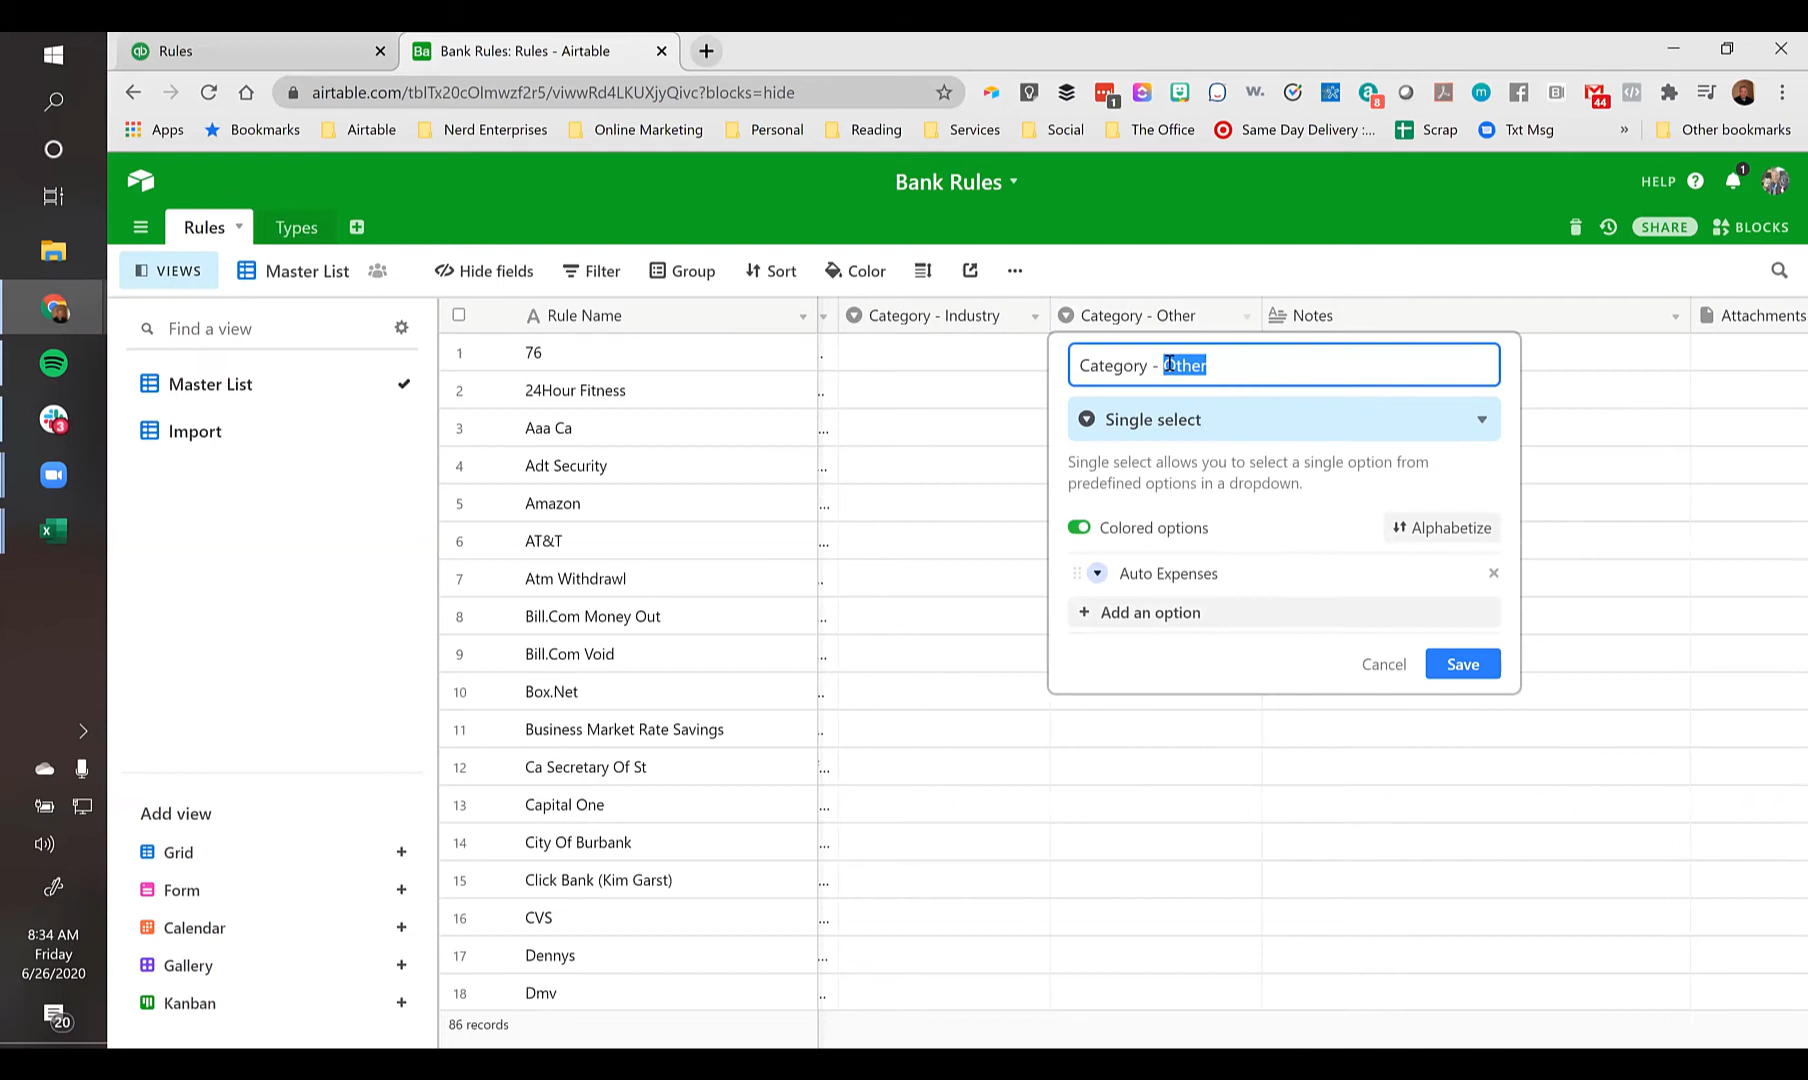 Rules
Bank Rules: Rules - Airtable
airtable.com/tblTx20cOlmwzf2r5/viwwRd4LKUXjyQivc?blocks=hide
1
8
44
Apps
Bookmarks
Airtable
Nerd Enterprises
Online Marketing
Personal
Reading
Services
Social
The Office
Same Day Delivery :...
Scrap
Txt Msg
»
Other bookmarks
Bank Rules
HELP
1
Rules
Types
SHARE
BLOCKS
VIEWS
Master List
Hide fields
Filter
Group
Sort
Color
Find a view
Master List
Import
Add view
Grid
Form
Calendar
Gallery
Kanban
Rule Name
Category - Industry
Category - Other
Notes
Attachments
1 76
2 24Hour Fitness
3 Aaa Ca
4 Adt Security
5 Amazon
6 AT&T
7 Atm Withdrawl
8 Bill.Com Money Out
9 Bill.Com Void
10 Box.Net
11 Business Market Rate Savings
12 Ca Secretary Of St
13 Capital One
14 City Of Burbank
15 Click Bank (Kim Garst)
16 CVS
17 Dennys
18 Dmv
86 records
Category - Other
Single select
Single select allows you to select a single option from
predefined options in a dropdown.
Colored options
Alphabetize
Auto Expenses
Add an option
Cancel
Save
3
8:34 AM
Friday
6/26/2020
20